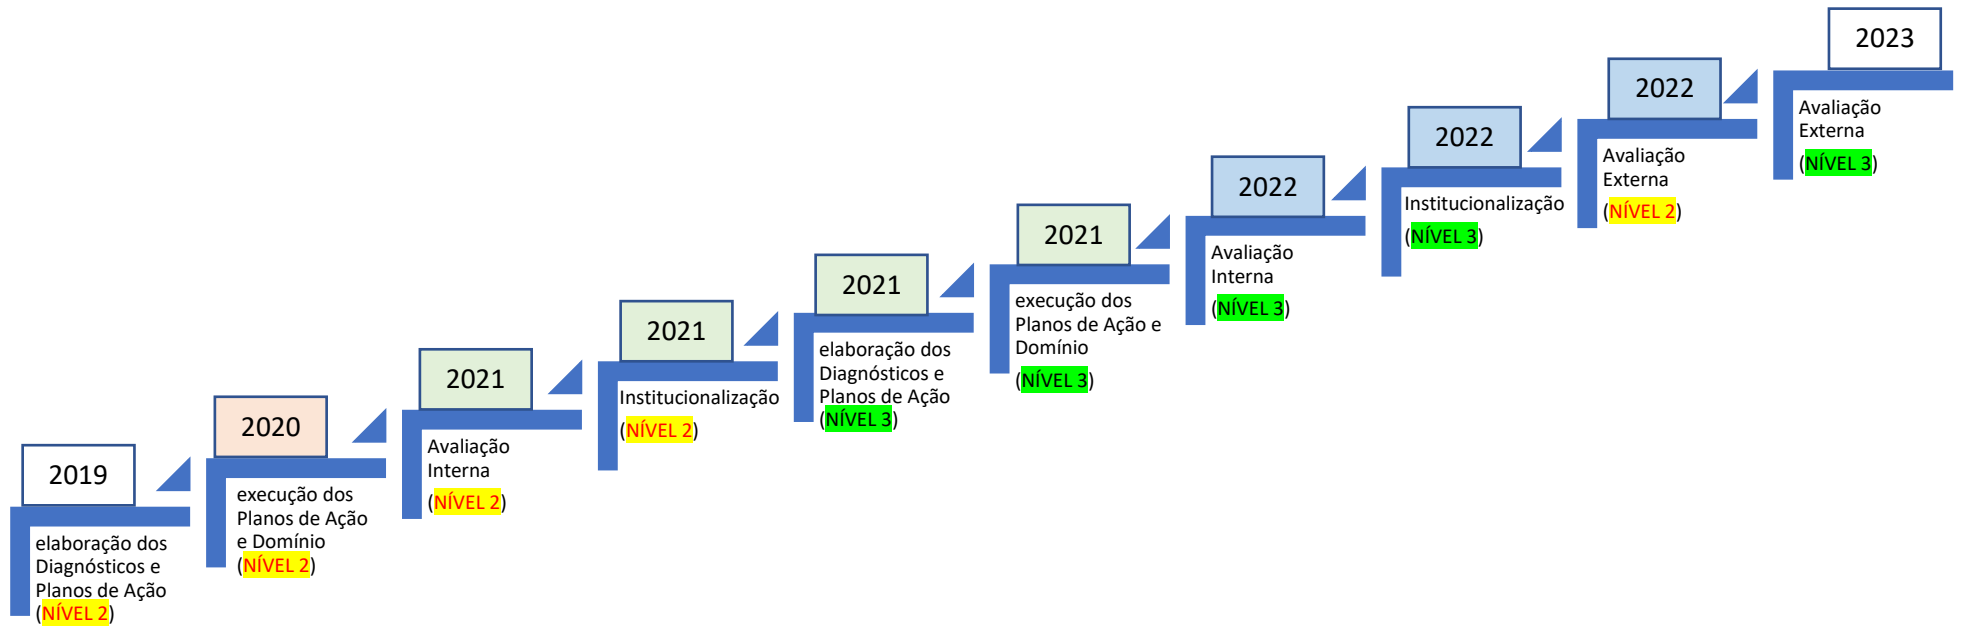 2019
elaboração dos
Diagnósticos e
Planos de Ação
(NÍVEL 2)
2020
execução dos
Planos de Ação
e Domínio
(NÍVEL 2)
2021
Avaliação
Interna
(NÍVEL 2)
2021
Institucionalização
(NÍVEL 2)
2021
elaboração dos
Diagnósticos e
Planos de Ação
(NÍVEL 3)
2021
execução dos
Planos de Ação e
Domínio
(NÍVEL 3)
2022
Avaliação
Interna
(NÍVEL 3)
2022
Institucionalização
(NÍVEL 3)
2022
Avaliação
Externa
(NÍVEL 2)
2023
Avaliação
Externa
(NÍVEL 3)